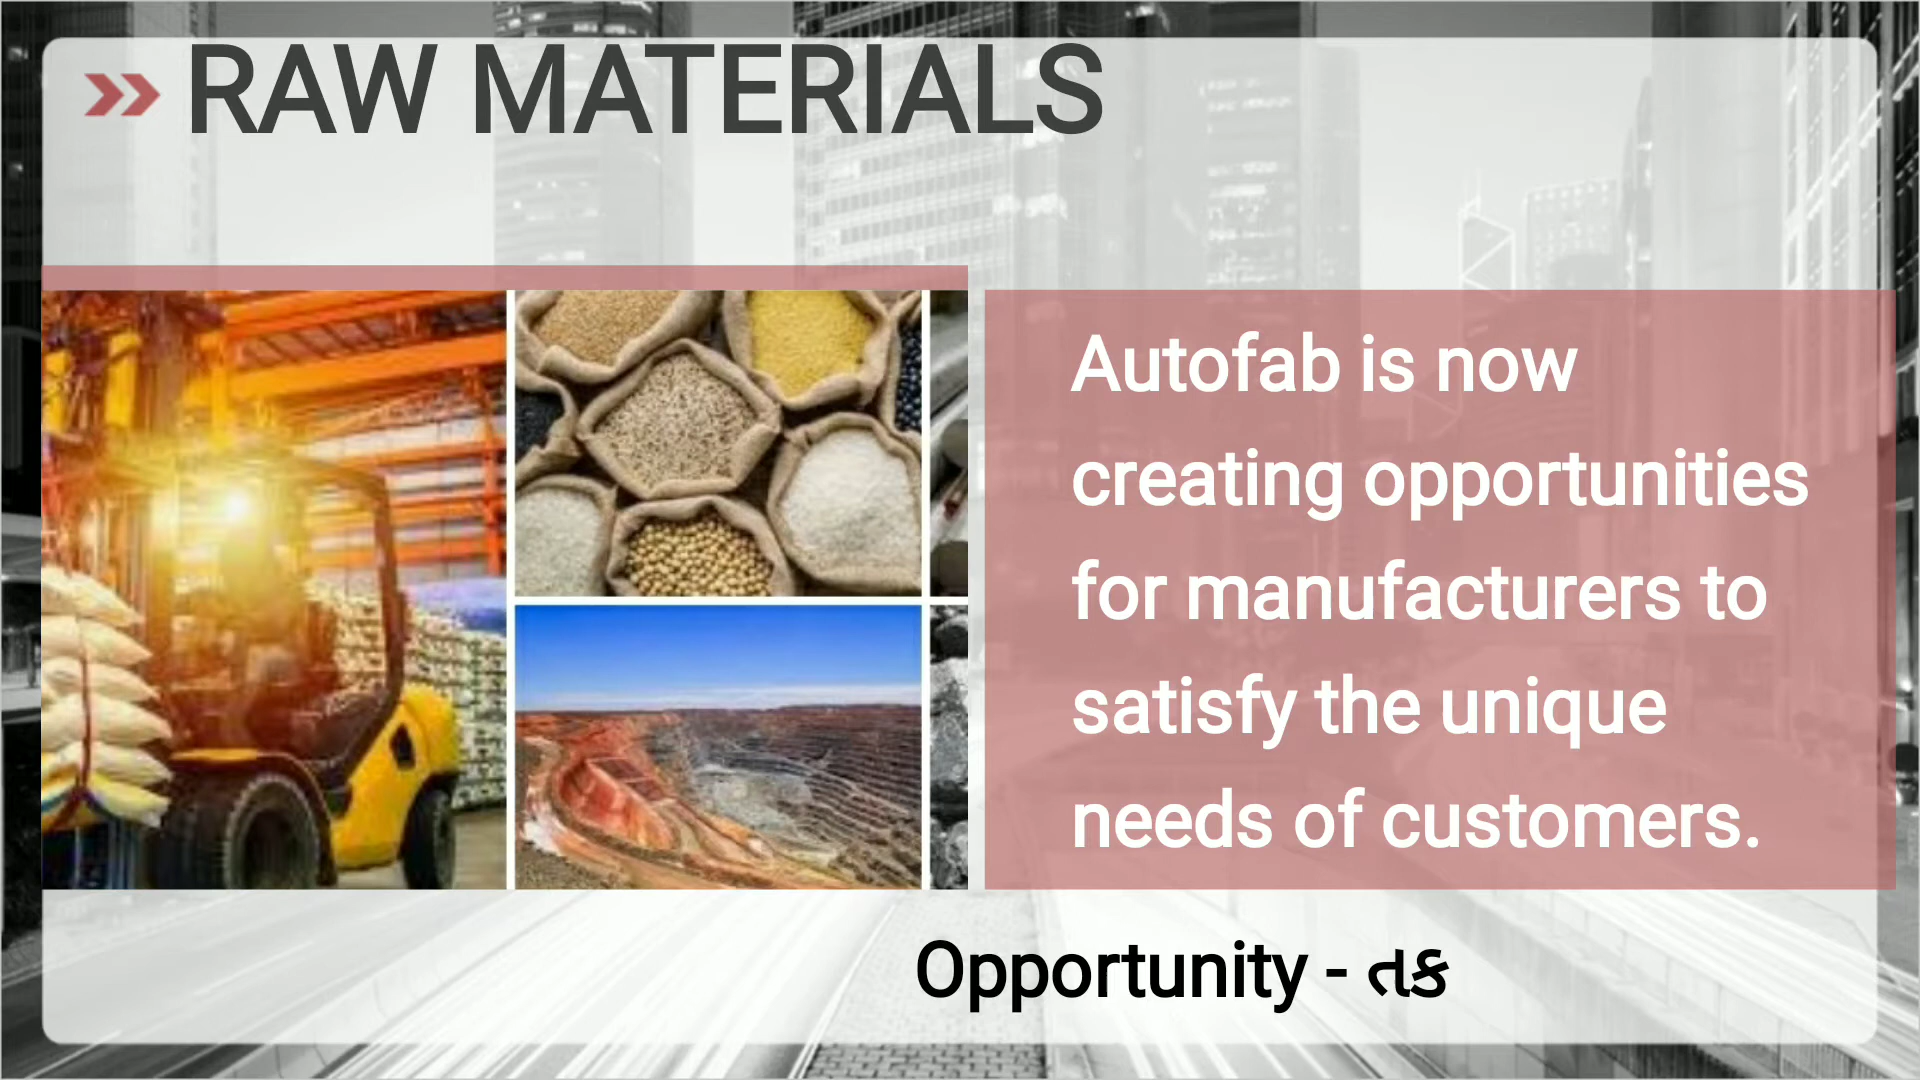 RAW MATERIALS
Autofab is now
creating opportunities
for manufacturers to
satisfy the unique
needs of customers.
Opportunity - તક